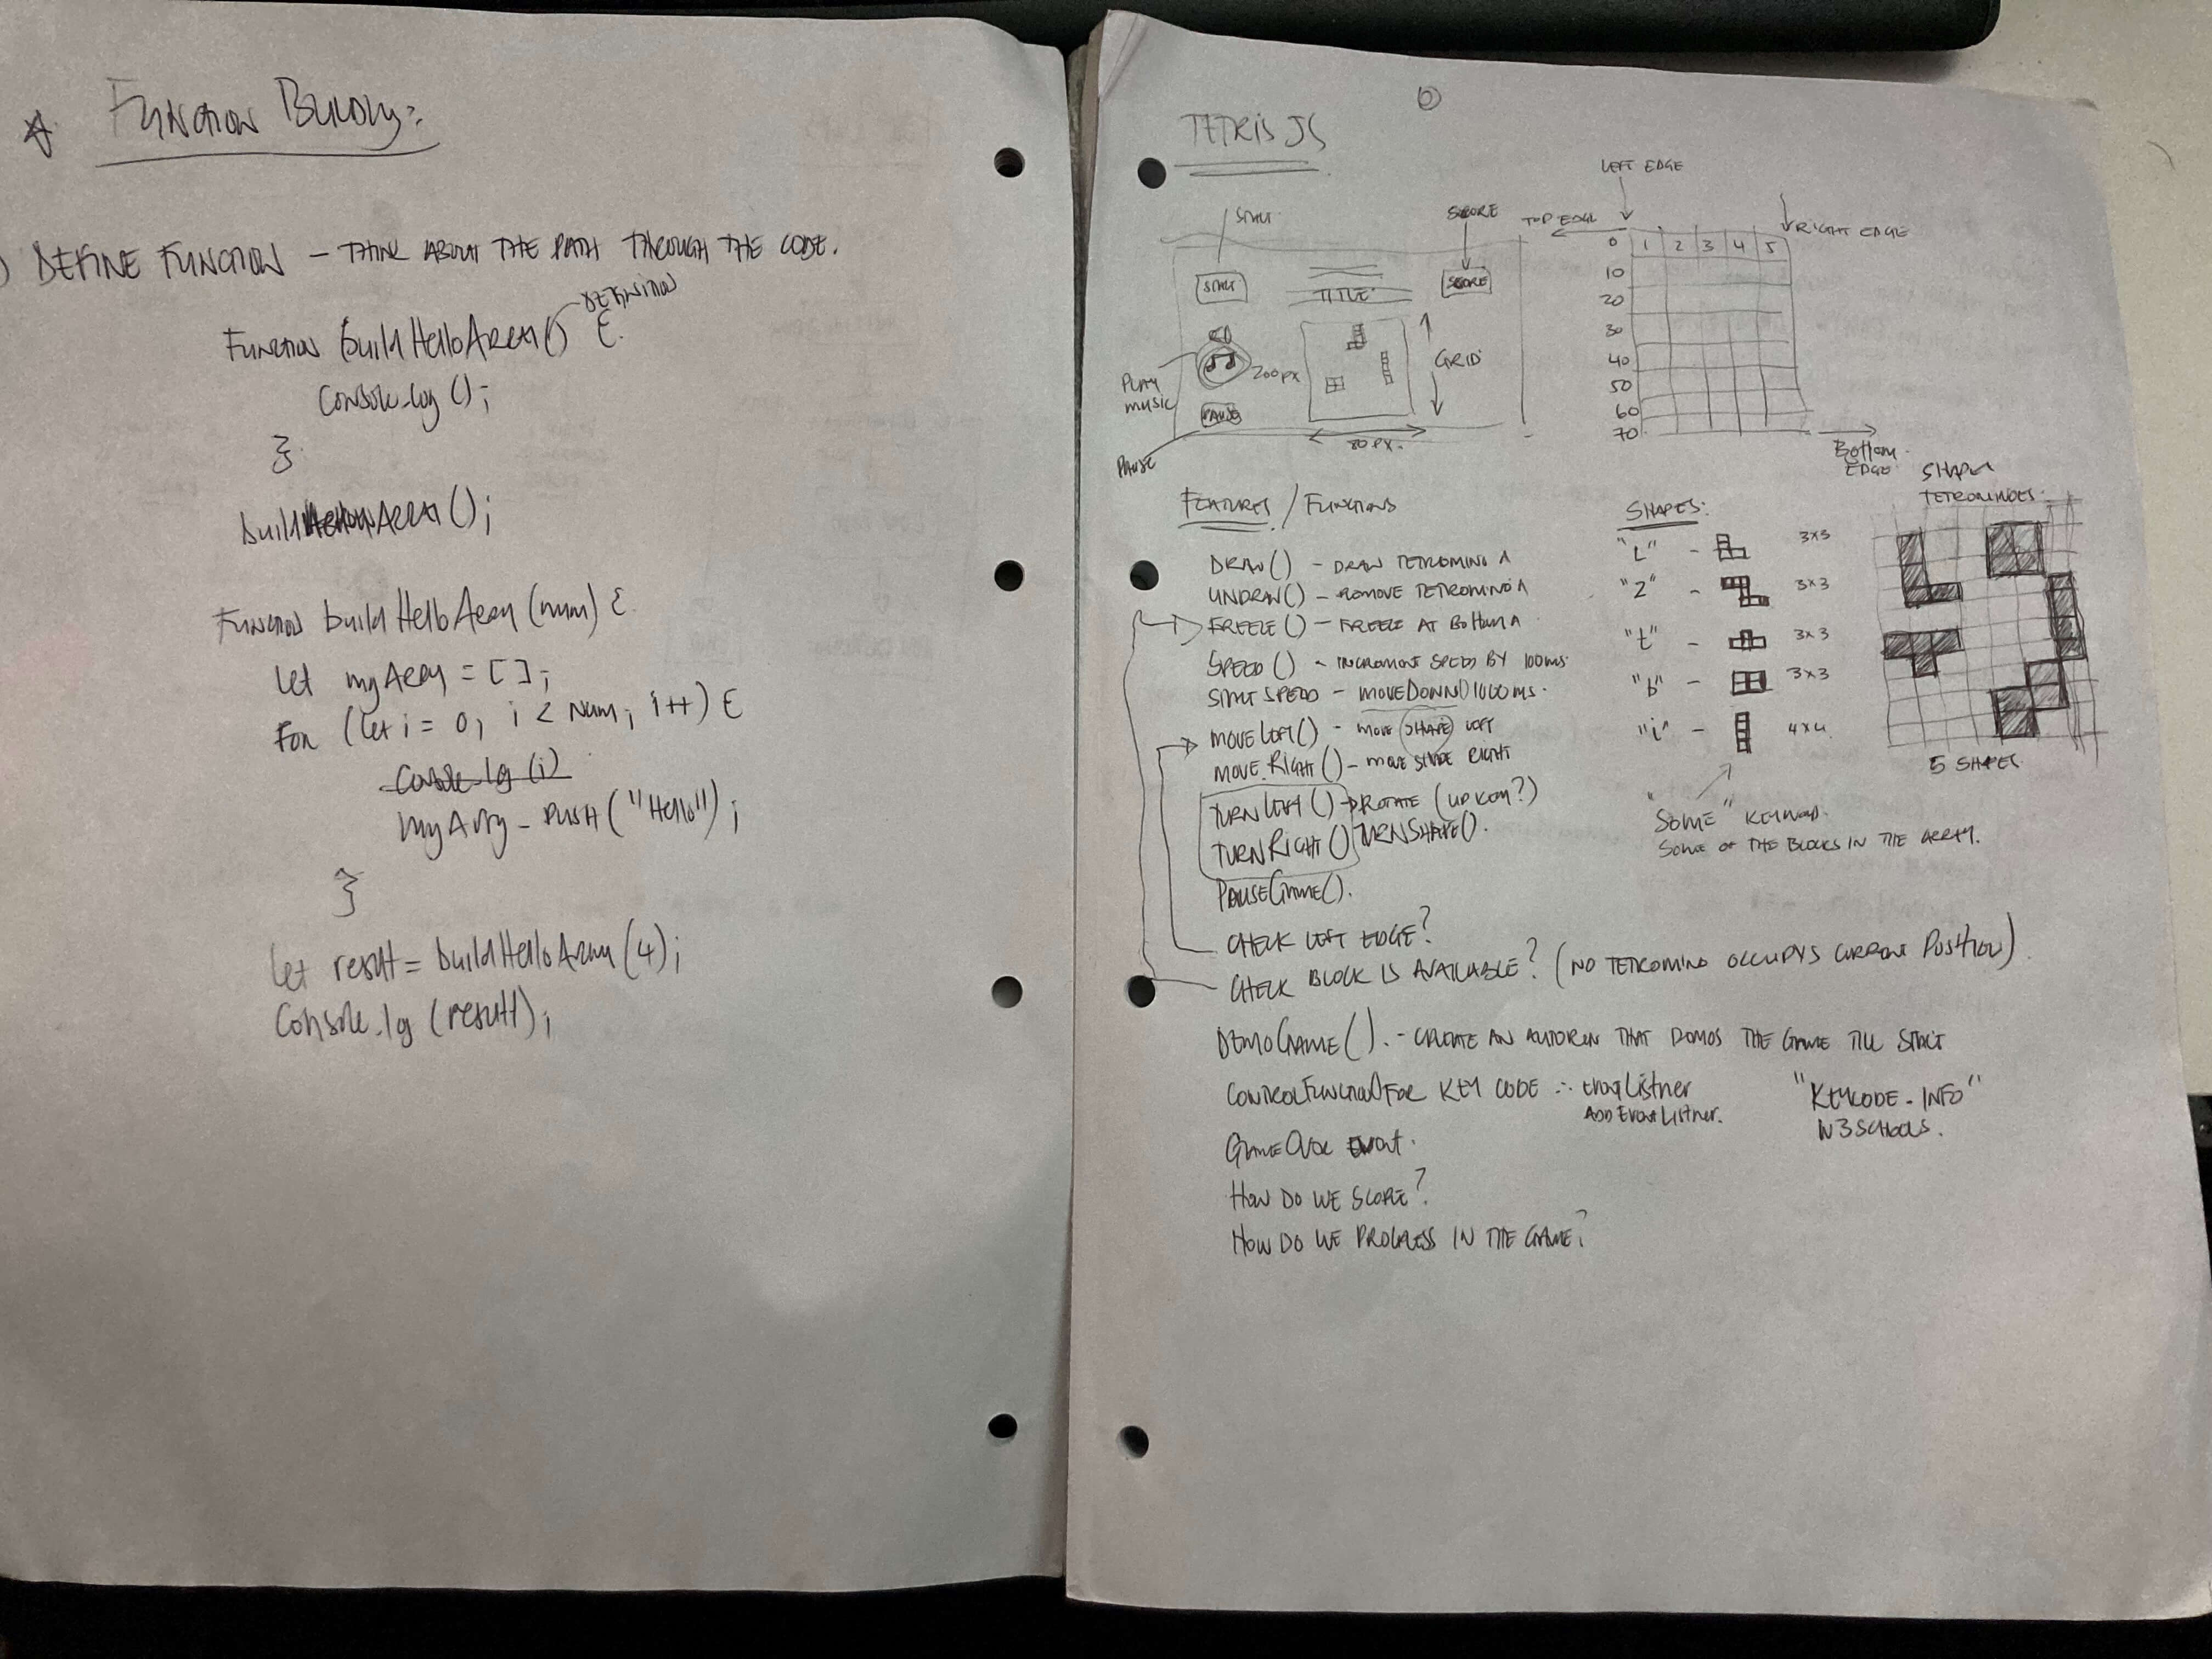 FUNCTION BUILDING:
DEFINE FUNCTION – THINK ABOUT THE PATH THROUGH THE CODE.
DEFINITION
FUNCTION buildHelloArray() {
console.log();
}
buildHelloArray();
FUNCTION buildHelloArray(num) {
let myArray = [];
For (let i = 0; i < num; i++) {
console.log(i)
myArray.PUSH("Hello");
}
let result = buildHelloArray(4);
Console.log(result);
6
TETRIS JS
LEFT EDGE
START
SCORE
TOP EDGE
RIGHT EDGE
0 1 2 3 4 5
START
TITLE
SCORE
10
20
30
40
50
60
70
PLAY MUSIC
200px
GRID
PAUSE
80 PX.
PAUSE
Bottom EDGE
SHAPE
TETROMINOES
FEATURES / FUNCTIONS
SHAPES:
DRAW() – DRAW TETROMINO
UNDRAW() – REMOVE TETROMINO
FREEZE() – FREEZE AT BOTTOM
SPEED() – INCREMENT SPEED BY 100ms
START SPEED – MOVEDOWN() 1000ms.
MOVE LEFT() – MOVE SHAPE LEFT
MOVE RIGHT() – MOVE SHAPE RIGHT
TURN LEFT() → ROTATE (UP KEY?)
TURN RIGHT() TURNSHAPE().
PAUSEGAME().
"L" – 3x3
"Z" – 3x3
"t" – 3x3
"b" – 3x3
"i" – 4x4
5 SHAPES
"SOME" KEYWORD.
SOME OF THE BLOCKS IN THE ARRAY.
CHECK LEFT EDGE?
CHECK BLOCK IS AVAILABLE? (NO TETROMINO OCCUPYS CURRENT POSITION)
DEMOGAME(). – CREATE AN AUTORUN THAT DEMOS THE GAME TILL START
CONTROL FUNCTION FOR KEY CODE ∴ EventListner
ADD EventListner.
"KEYCODE – INFO"
W3SCHOOLS.
GAMEOVER EVENT.
HOW DO WE SCORE?
HOW DO WE PROGRESS IN THE GAME?